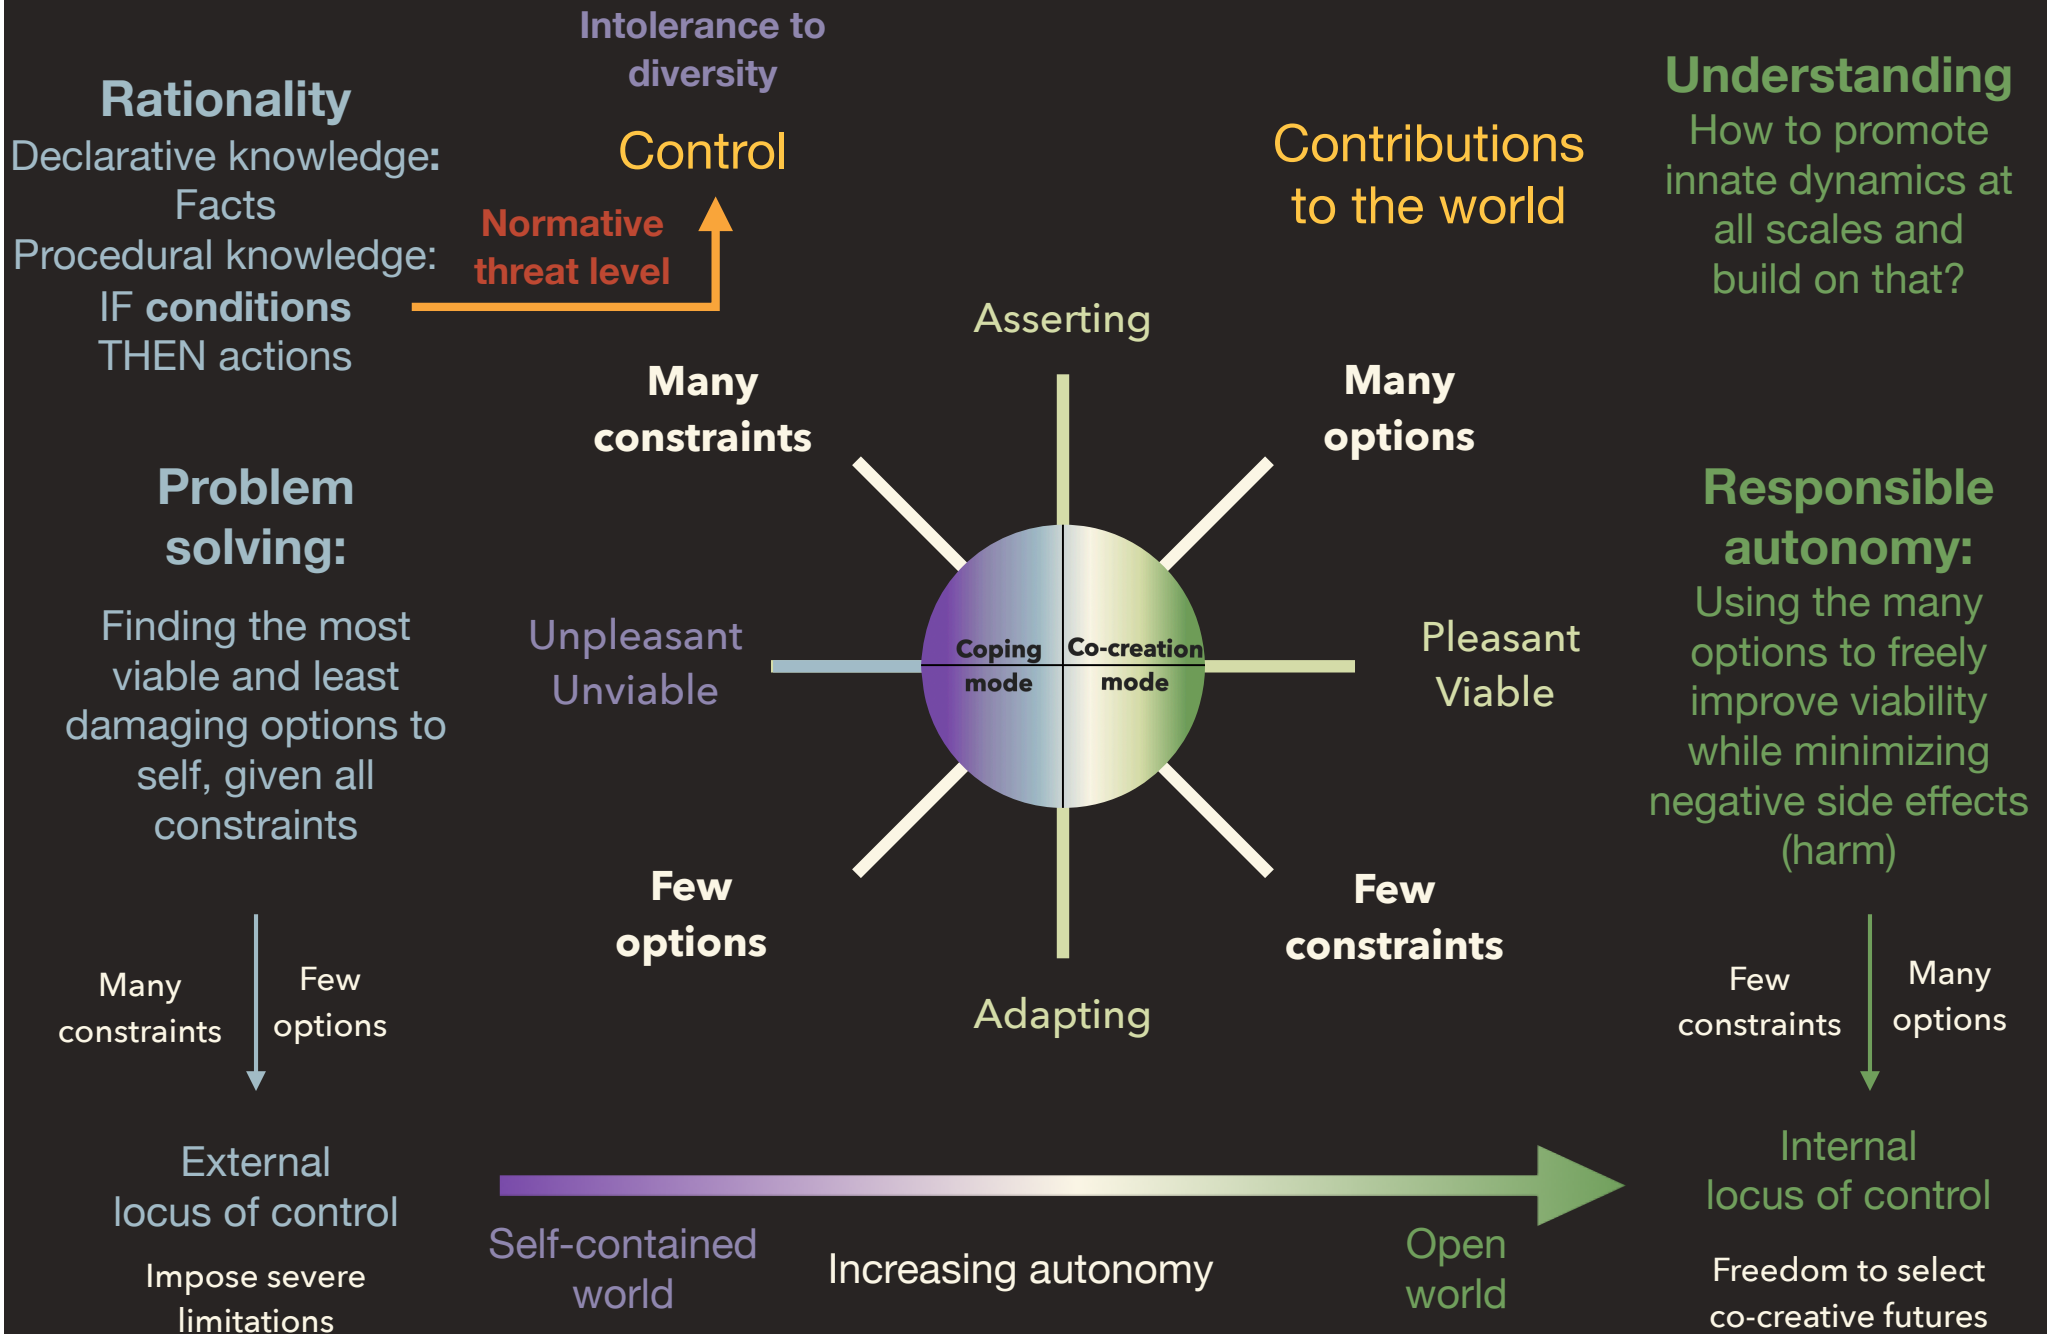 Intolerance to
diversity
Control
Rationality
Declarative knowledge:
Facts
Procedural knowledge:
IF conditions
THEN actions
Normative
threat level
Contributions
to the world
Understanding
How to promote
innate dynamics at
all scales and
build on that?
Asserting
Many
constraints
Many
options
Problem
solving:
Finding the most
viable and least
damaging options to
self, given all
constraints
Unpleasant
Unviable
Coping
mode
Co-creation
mode
Pleasant
Viable
Responsible
autonomy:
Using the many
options to freely
improve viability
while minimizing
negative side effects
(harm)
Few
options
Few
constraints
Adapting
Many
constraints
Few
options
Few
constraints
Many
options
External
locus of control
Impose severe
limitations
Self-contained
world
Increasing autonomy
Open
world
Internal
locus of control
Freedom to select
co-creative futures